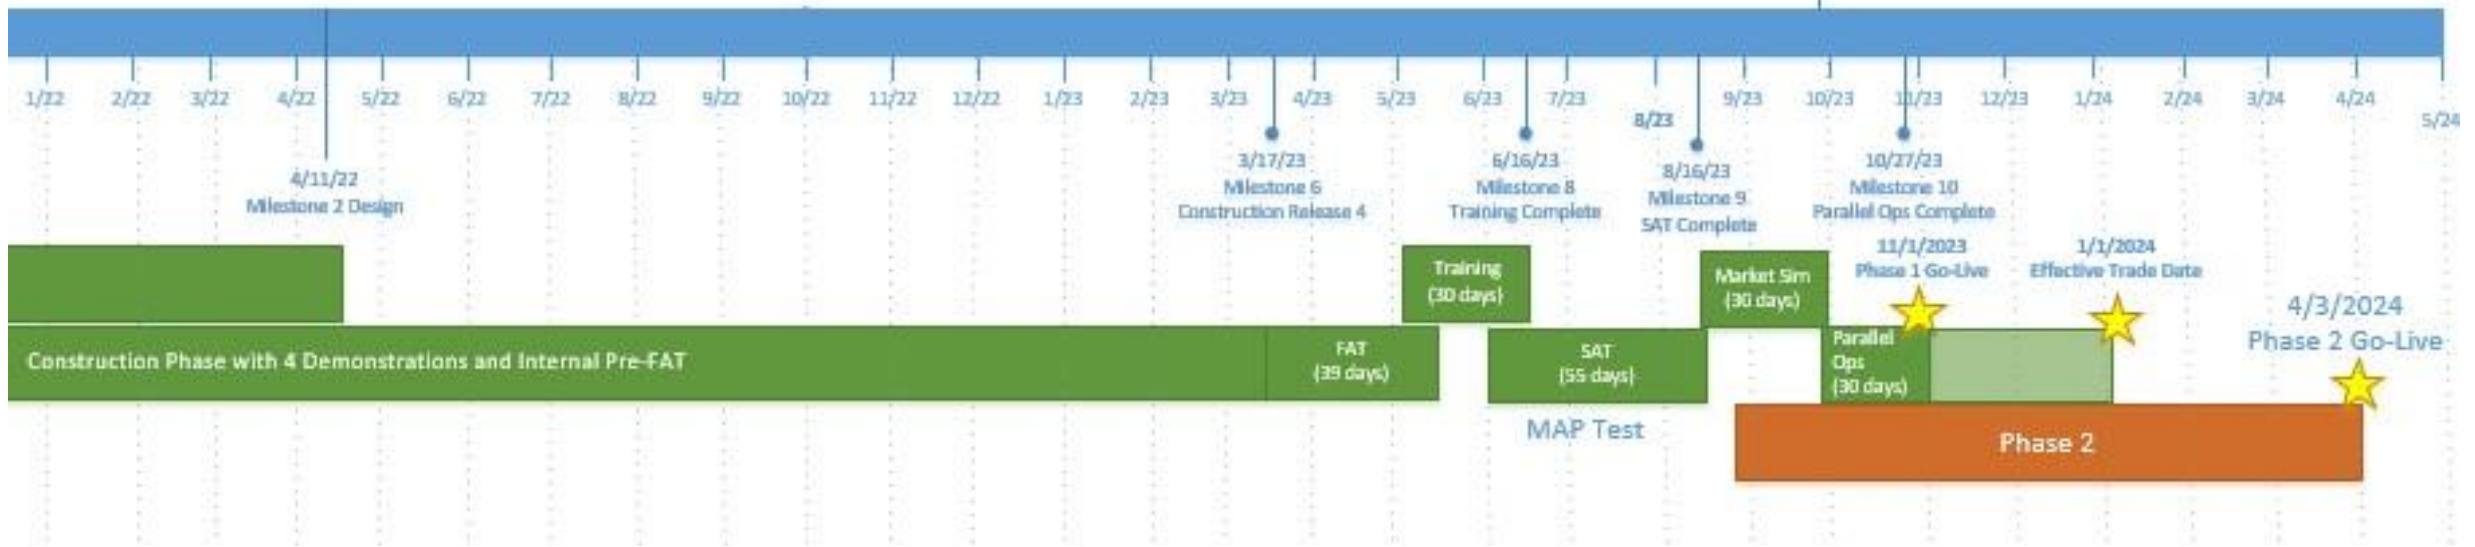 1/22 2/22 3/22 4/22 5/22 6/22 7/22 8/22 9/22 10/22 11/22 12/22 1/23 2/23 3/23 4/23 5/23 6/23 7/23 8/23 9/23 10/23 11/23 12/23 1/24 2/24 3/24 4/24 5/24
4/11/22
Milestone 2 Design
3/17/23
Milestone 6
Construction Release 4
6/16/23
Milestone 8
Training Complete
8/16/23
Milestone 9
SAT Complete
10/27/23
Milestone 10
Parallel Ops Complete
11/1/2023
Phase 1 Go-Live
1/1/2024
Effective Trade Date
4/3/2024
Phase 2 Go-Live
Training
(30 days)
Market Sim
(30 days)
Construction Phase with 4 Demonstrations and Internal Pre-FAT
FAT
(39 days)
SAT
(55 days)
Parallel
Ops
(30 days)
MAP Test
Phase 2